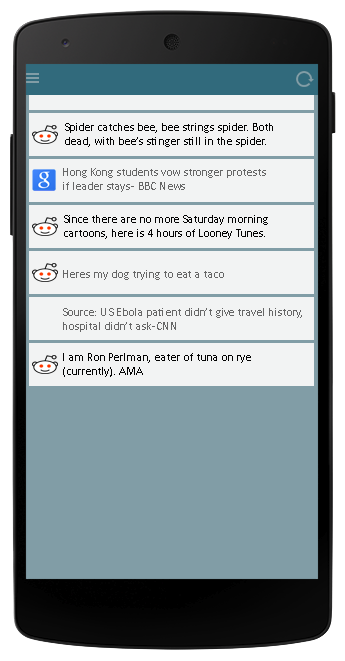 Spider catches bee, bee strings spider. Both
dead, with bee's stinger still in the spider.
8
Hong Kong students vow stronger protests
if leader stays- BBC News
Since there are no more Saturday morning
cartoons, here is 4 hours of Looney Tunes.
Heres my dog trying to eat a taco
Source: US Ebola patient didn't give travel history,
hospital didn't ask-CNN
I am Ron Perlman, eater of tuna on rye
(currently). AMA